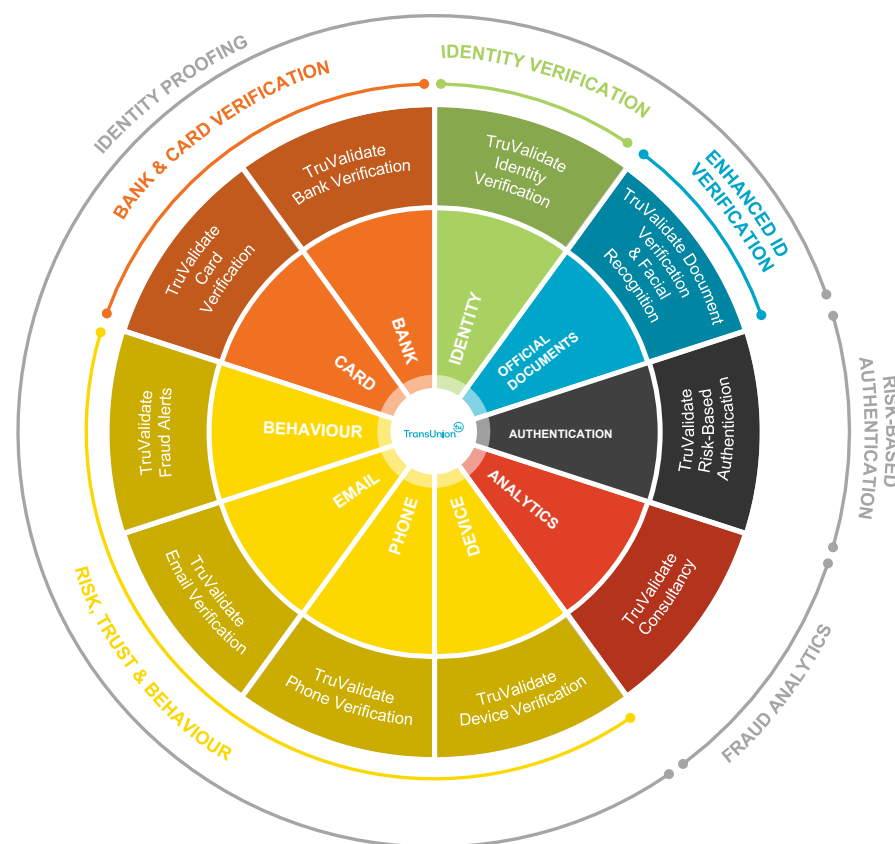 IDENTITY PROOFING
BANK & CARD VERIFICATION
IDENTITY VERIFICATION
ENHANCED ID
VERIFICATION
RISK-BASED
AUTHENTICATION
FRAUD ANALYTICS
RISK, TRUST & BEHAVIOUR
TruValidate
Bank Verification
TruValidate
Identity
Verification
TruValidate Document
Verification
& Facial
Recognition
TruValidate
Risk-Based
Authentication
TruValidate
Consultancy
TruValidate
Device Verification
TruValidate
Phone Verification
TruValidate
Email Verification
TruValidate
Fraud Alerts
TruValidate
Card
Verification
BANK
IDENTITY
OFFICIAL
DOCUMENTS
AUTHENTICATION
ANALYTICS
DEVICE
PHONE
EMAIL
BEHAVIOUR
CARD
TransUnion
tu